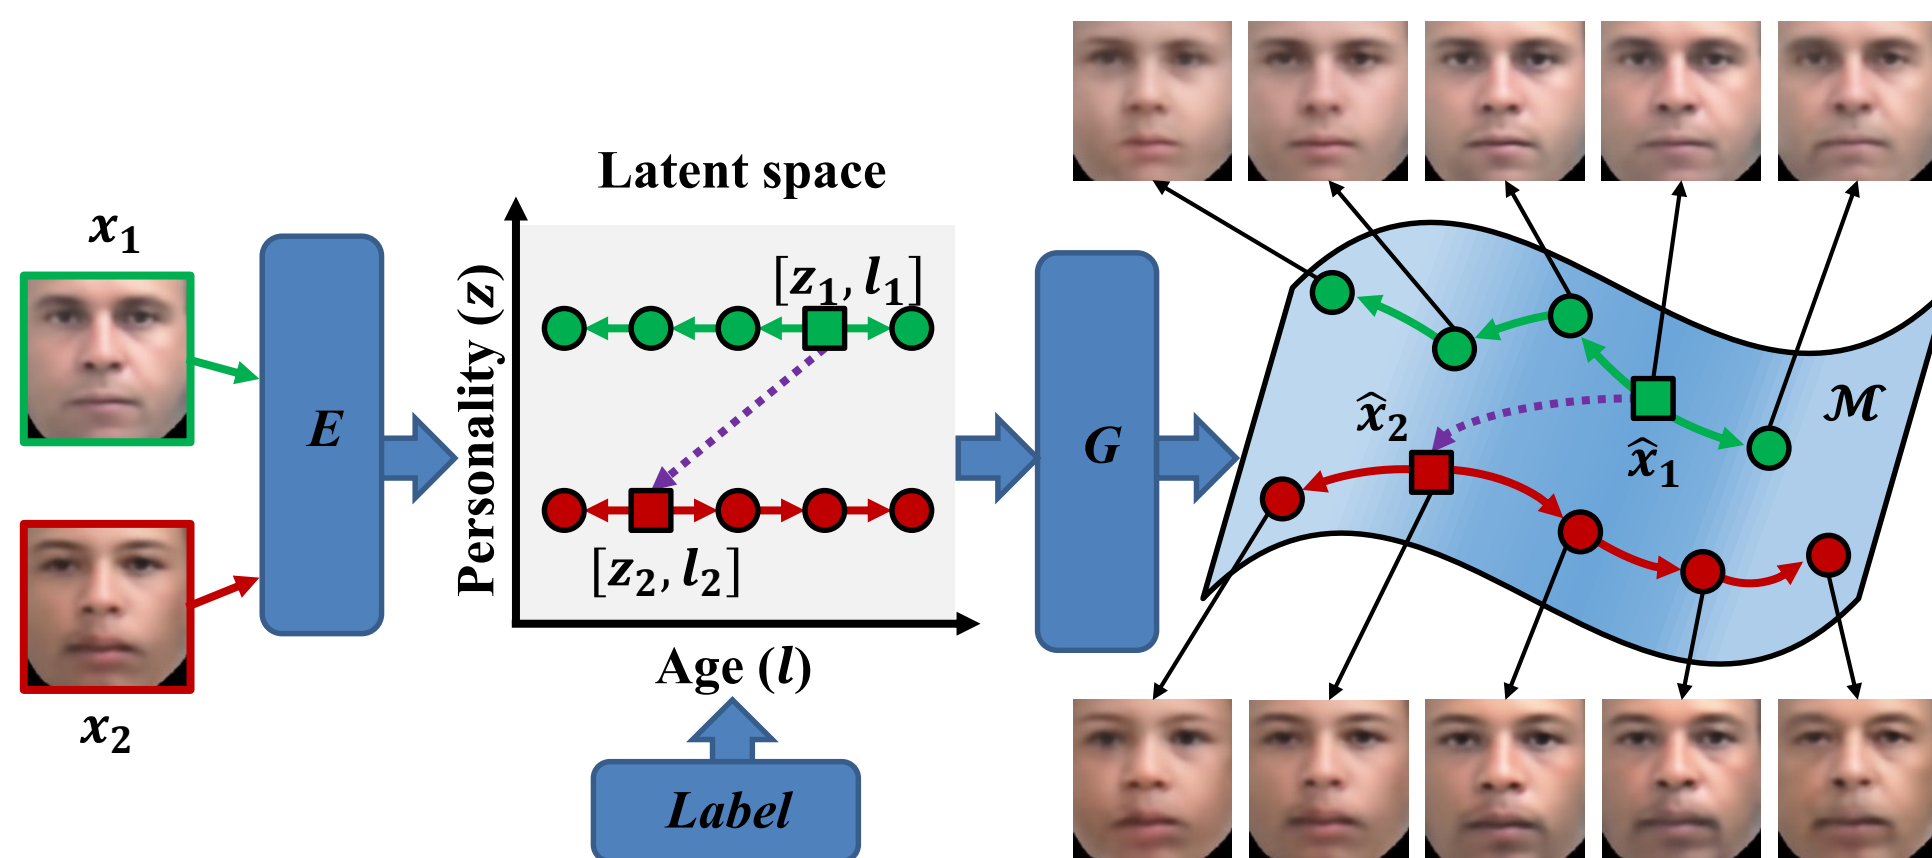 x₁
x₂
E
Latent space
Personality (z)
[z₁, l₁]
[z₂, l₂]
Age (l)
Label
G
x̂₂
x̂₁
ℳ